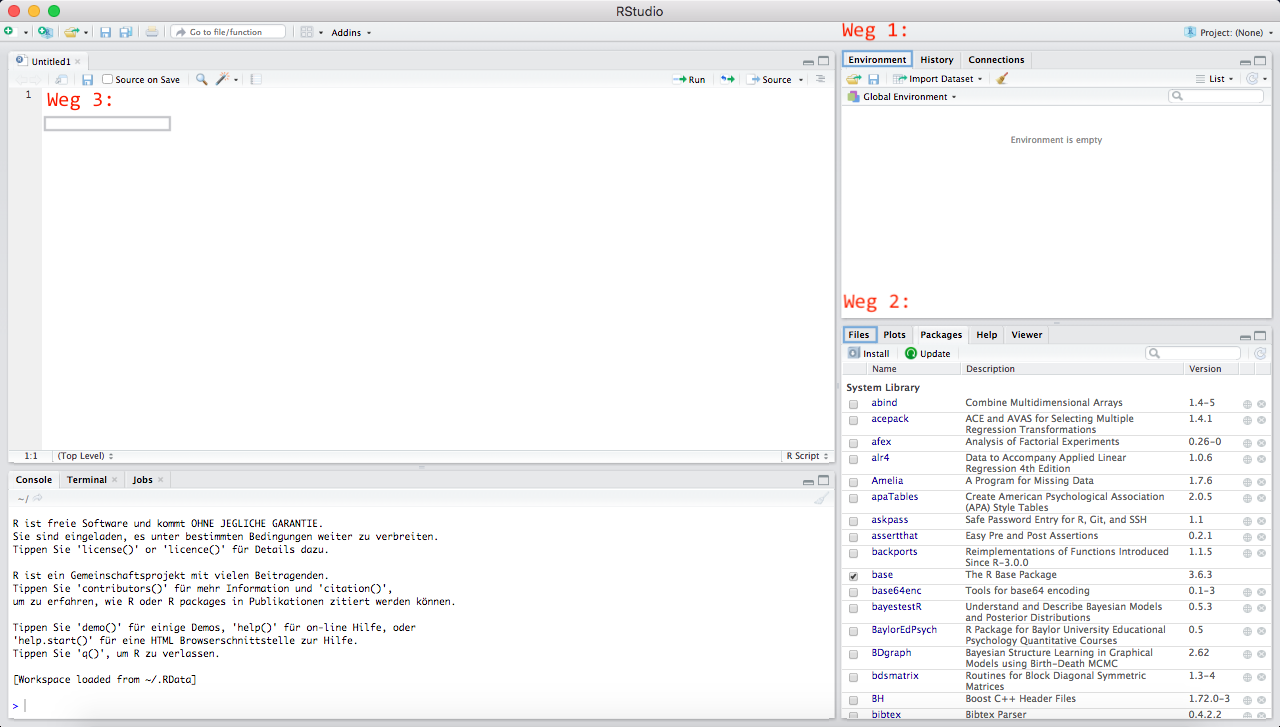 RStudio
Go to file/function
Addins
Weg 1:
Project: (None)
Untitled1
Source on Save
Run
Source
1
Weg 3:
1:1
(Top Level)
R Script
Environment
History
Connections
Import Dataset
List
Global Environment
Environment is empty
Weg 2:
Files
Plots
Packages
Help
Viewer
Install
Update
Name
Description
Version
System Library
abind
Combine Multidimensional Arrays
1.4-5
acepack
ACE and AVAS for Selecting Multiple
Regression Transformations
1.4.1
afex
Analysis of Factorial Experiments
0.26-0
alr4
Data to Accompany Applied Linear
Regression 4th Edition
1.0.6
Amelia
A Program for Missing Data
1.7.6
apaTables
Create American Psychological Association
(APA) Style Tables
2.0.5
askpass
Safe Password Entry for R, Git, and SSH
1.1
assertthat
Easy Pre and Post Assertions
0.2.1
backports
Reimplementations of Functions Introduced
Since R-3.0.0
1.1.5
base
The R Base Package
3.6.3
base64enc
Tools for base64 encoding
0.1-3
bayestestR
Understand and Describe Bayesian Models
and Posterior Distributions
0.5.3
BaylorEdPsych
R Package for Baylor University Educational
Psychology Quantitative Courses
0.5
BDgraph
Bayesian Structure Learning in Graphical
Models using Birth-Death MCMC
2.62
bdsmatrix
Routines for Block Diagonal Symmetric
Matrices
1.3-4
BH
Boost C++ Header Files
1.72.0-3
bibtex
Bibtex Parser
0.4.2.2
Console
Terminal
Jobs
~/
R ist freie Software und kommt OHNE JEGLICHE GARANTIE.
Sie sind eingeladen, es unter bestimmten Bedingungen weiter zu verbreiten.
Tippen Sie 'license()' or 'licence()' für Details dazu.
R ist ein Gemeinschaftsprojekt mit vielen Beitragenden.
Tippen Sie 'contributors()' für mehr Information und 'citation()',
um zu erfahren, wie R oder R packages in Publikationen zitiert werden können.
Tippen Sie 'demo()' für einige Demos, 'help()' für on-line Hilfe, oder
'help.start()' für eine HTML Browserschnittstelle zur Hilfe.
Tippen Sie 'q()', um R zu verlassen.
[Workspace loaded from ~/.RData]
>